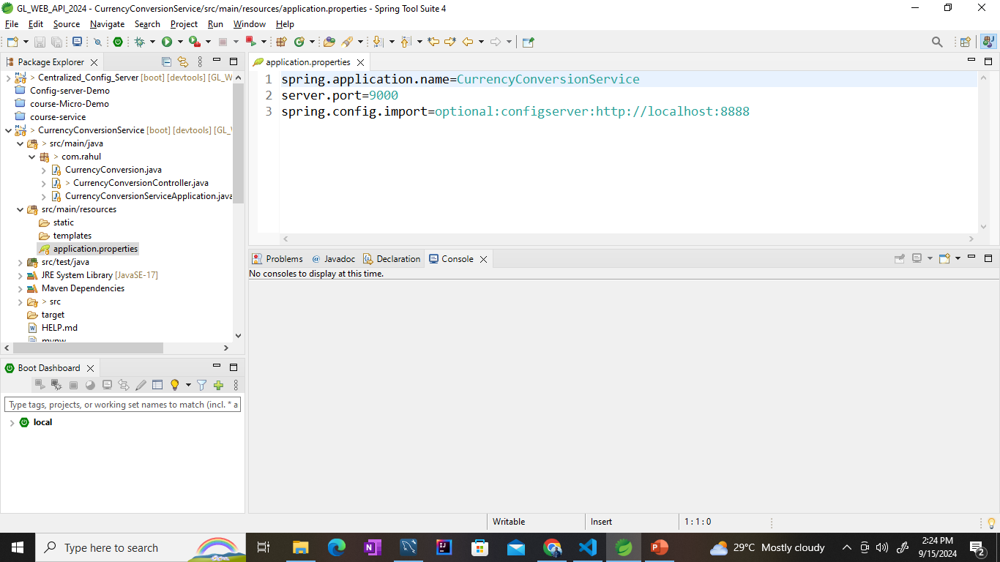 GL_WEB_API_2024 - CurrencyConversionService/src/main/resources/application.properties - Spring Tool Suite 4
File Edit Source Navigate Search Project Run Window Help
Package Explorer
> Centralized_Config_Server [boot] [devtools] [GL_W
Config-server-Demo
course-Micro-Demo
course-service
> CurrencyConversionService [boot] [devtools] [GL_
> src/main/java
> com.rahul
CurrencyConversion.java
> CurrencyConversionController.java
CurrencyConversionServiceApplication.java
src/main/resources
static
templates
application.properties
src/test/java
JRE System Library [JavaSE-17]
Maven Dependencies
> src
target
HELP.md
mvnw
Boot Dashboard
Type tags, projects, or working set names to match (incl. * a
local
application.properties
1 spring.application.name=CurrencyConversionService
2 server.port=9000
3 spring.config.import=optional:configserver:http://localhost:8888
Problems @ Javadoc Declaration Console
No consoles to display at this time.
Writable Insert 1 : 1 : 0
Type here to search
29°C Mostly cloudy
2:24 PM
9/15/2024
2